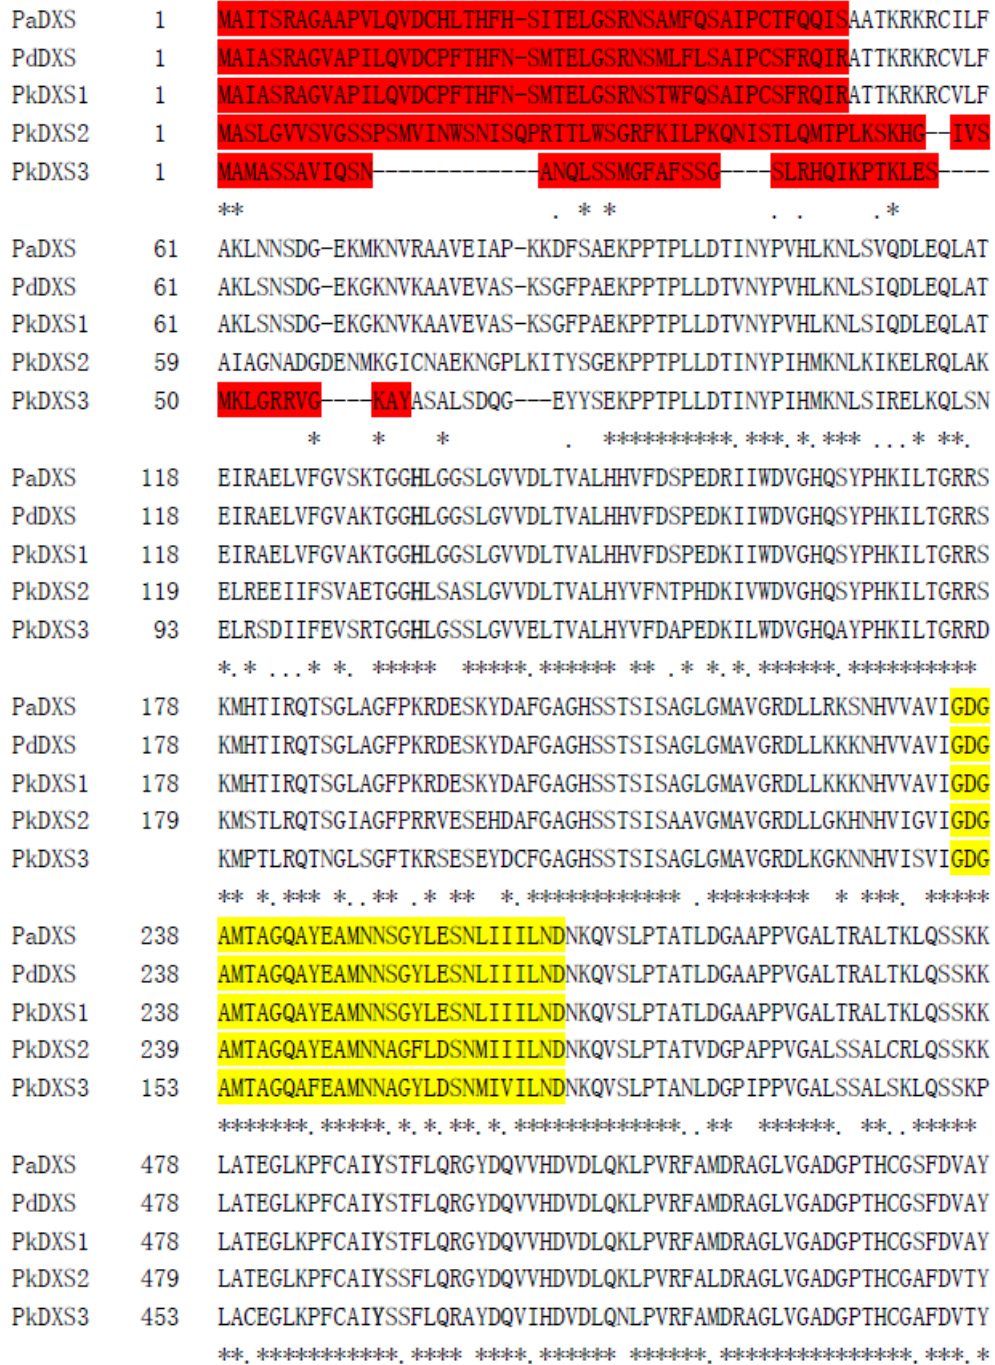 PaDXS 1 MAITSRAGAAPVLQVDCHLTHFH-SITELGSRNSAMFQSAIPCTFQQISAATKRKRCILF
PdDXS 1 MAIASRAGVAPILQVDCPFTHFN-SMTELGSRNSMLFLSAIPCSFRQIRATTKRKRCVLF
PkDXS1 1 MAIASRAGVAPILQVDCPFTHFN-SMTELGSRNSTWFQSAIPCSFRQIRATTKRKRCVLF
PkDXS2 1 MASLGVVSVGSSPSMVINWSNISQPRTTLWSGRFKILPKQNISTLQMTPLKSKHG--IVS
PkDXS3 1 MAMASSAVIQSN-------------ANQLSSMGFAFSSG----SLRHQIKPTKLES----
** . * * . . .*
PaDXS 61 AKLNNSDG-EKMKNVRAAVEIAP-KKDFSAEKPPTPLLDTINYPVHLKNLSVQDLEQLAT
PdDXS 61 AKLSNSDG-EKGKNVKAAVEVAS-KSGFPAEKPPTPLLDTVNYPVHLKNLSIQDLEQLAT
PkDXS1 61 AKLSNSDG-EKGKNVKAAVEVAS-KSGFPAEKPPTPLLDTVNYPVHLKNLSIQDLEQLAT
PkDXS2 59 AIAGNADGDENMKGICNAEKNGPLKITYSGEKPPTPLLDTINYPIHMKNLKIKELRQLAK
PkDXS3 50 MKLGRRVG----KAYASALSDQG---EYYSEKPPTPLLDTINYPIHMKNLSIRELKQLSN
* * * . **********.***.*.*** ...* **.
PaDXS 118 EIRAELVFGVSKTGGHLGGSLGVVDLTVALHHVFDSPEDRIIWDVGHQSYPHKILTGRRS
PdDXS 118 EIRAELVFGVAKTGGHLGGSLGVVDLTVALHHVFDSPEDKIIWDVGHQSYPHKILTGRRS
PkDXS1 118 EIRAELVFGVAKTGGHLGGSLGVVDLTVALHHVFDSPEDKIIWDVGHQSYPHKILTGRRS
PkDXS2 119 ELREEIIFSVAETGGHLSASLGVVDLTVALHYVFNTPHDKIVWDVGHQSYPHKILTGRRS
PkDXS3 93 ELRSDIIFEVSRTGGHLGSSLGVVELTVALHYVFDAPEDKILWDVGHQAYPHKILTGRRD
*.* ...* *. ***** *****.****** ** .* *.*.******.**********
PaDXS 178 KMHTIRQTSGLAGFPKRDESKYDAFGAGHSSTSISAGLGMAVGRDLLRKSNHVVAVIGDG
PdDXS 178 KMHTIRQTSGLAGFPKRDESKYDAFGAGHSSTSISAGLGMAVGRDLLKKKNHVVAVIGDG
PkDXS1 178 KMHTIRQTSGLAGFPKRDESKYDAFGAGHSSTSISAGLGMAVGRDLLKKKNHVVAVIGDG
PkDXS2 179 KMSTLRQTSGIAGFPRRVESEHDAFGAGHSSTSISAAVGMAVGRDLLGKHNHVIGVIGDG
PkDXS3 KMPTLRQTNGLSGFTKRSESEYDCFGAGHSSTSISAGLGMAVGRDLKGKNNHVISVIGDG
** *.*** *..** .* ** *.************ .******** * ***. *****
PaDXS 238 AMTAGQAYEAMNNSGYLESNLIIILNDNKQVSLPTATLDGAAPPVGALTRALTKLQSSKK
PdDXS 238 AMTAGQAYEAMNNSGYLESNLIIILNDNKQVSLPTATLDGAAPPVGALTRALTKLQSSKK
PkDXS1 238 AMTAGQAYEAMNNSGYLESNLIIILNDNKQVSLPTATLDGAAPPVGALTRALTKLQSSKK
PkDXS2 239 AMTAGQAYEAMNNAGFLDSNMIIILNDNKQVSLPTATVDGPAPPVGALSSALCRLQSSKK
PkDXS3 153 AMTAGQAFEAMNNAGYLDSNMIVILNDNKQVSLPTANLDGPIPPVGALSSALSKLQSSKP
*******.*****.*.*.**.*.*************..** ******. **..*****
PaDXS 478 LATEGLKPFCAIYSTFLQRGYDQVVHDVDLQKLPVRFAMDRAGLVGADGPTHCGSFDVAY
PdDXS 478 LATEGLKPFCAIYSTFLQRGYDQVVHDVDLQKLPVRFAMDRAGLVGADGPTHCGSFDVAY
PkDXS1 478 LATEGLKPFCAIYSTFLQRGYDQVVHDVDLQKLPVRFAMDRAGLVGADGPTHCGSFDVAY
PkDXS2 479 LATEGLKPFCAIYSSFLQRGYDQVVHDVDLQKLPVRFALDRAGLVGADGPTHCGAFDVTY
PkDXS3 453 LACEGLKPFCAIYSSFLQRAYDQVIHDVDLQNLPVRFAMDRAGLVGADGPTHCGAFDVTY
**.***********.**** ****.****** ******.***************.***.*